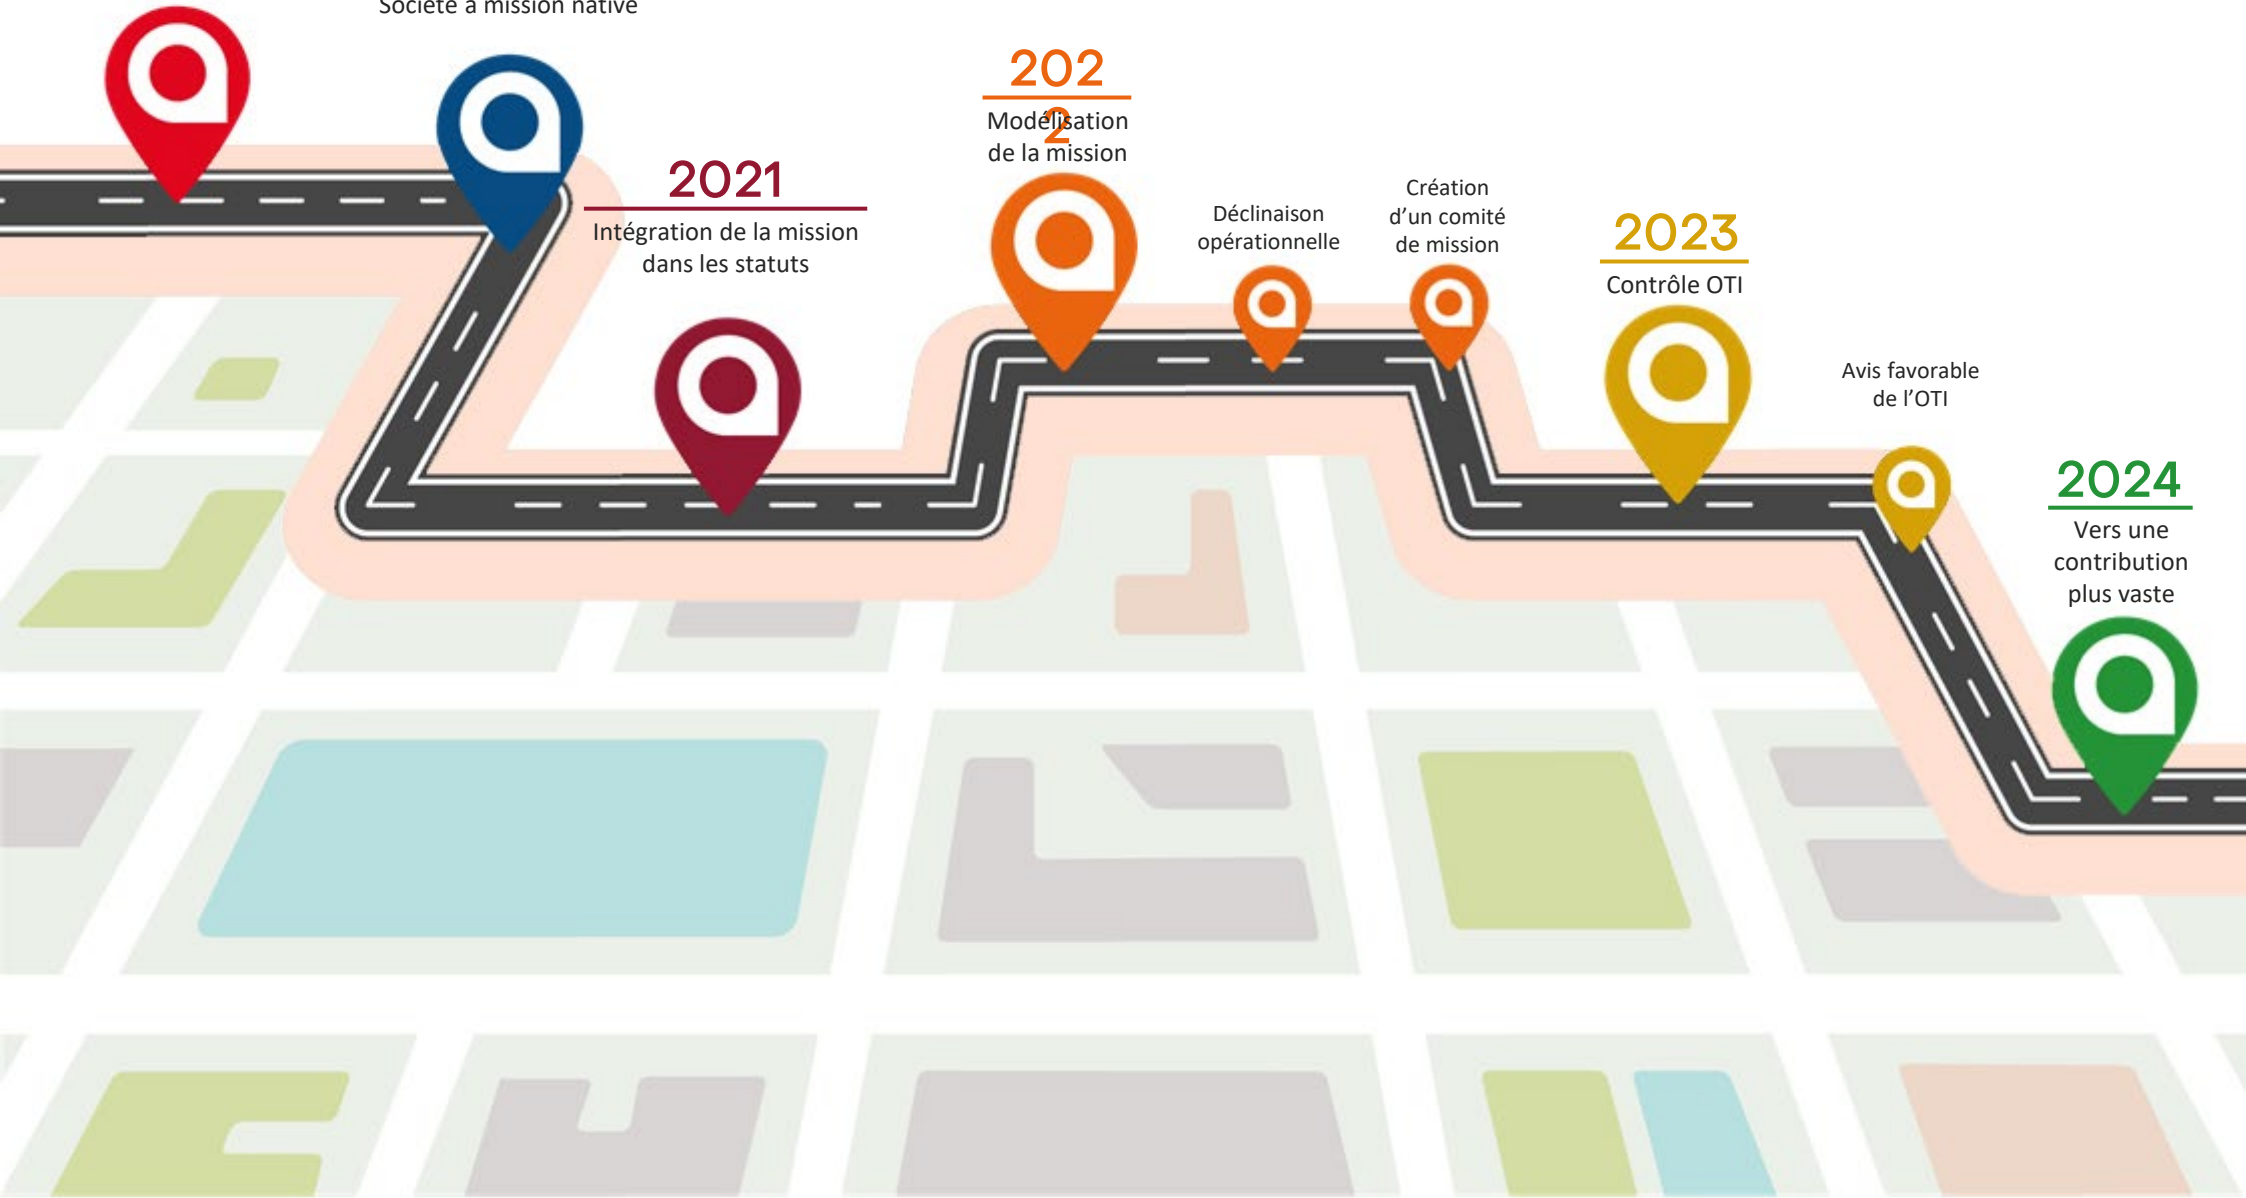 Société à mission native
2021
Intégration de la mission
dans les statuts
202
2
Modélisation
de la mission
Déclinaison
opérationnelle
Création
d’un comité
de mission
2023
Contrôle OTI
Avis favorable
de l’OTI
2024
Vers une
contribution
plus vaste